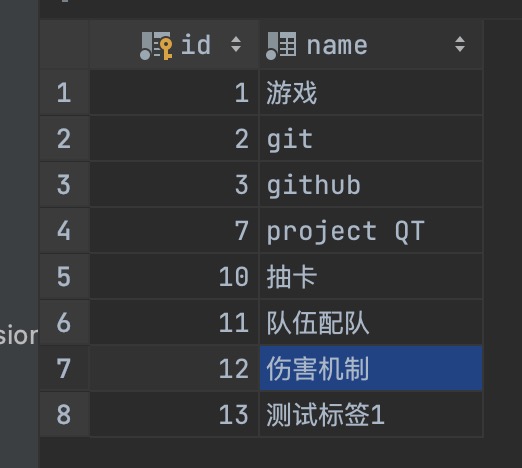 id name
1 1 游戏
2 2 git
3 3 github
4 7 project QT
5 10 抽卡
6 11 队伍配队
sion
7 12 伤害机制
8 13 测试标签1